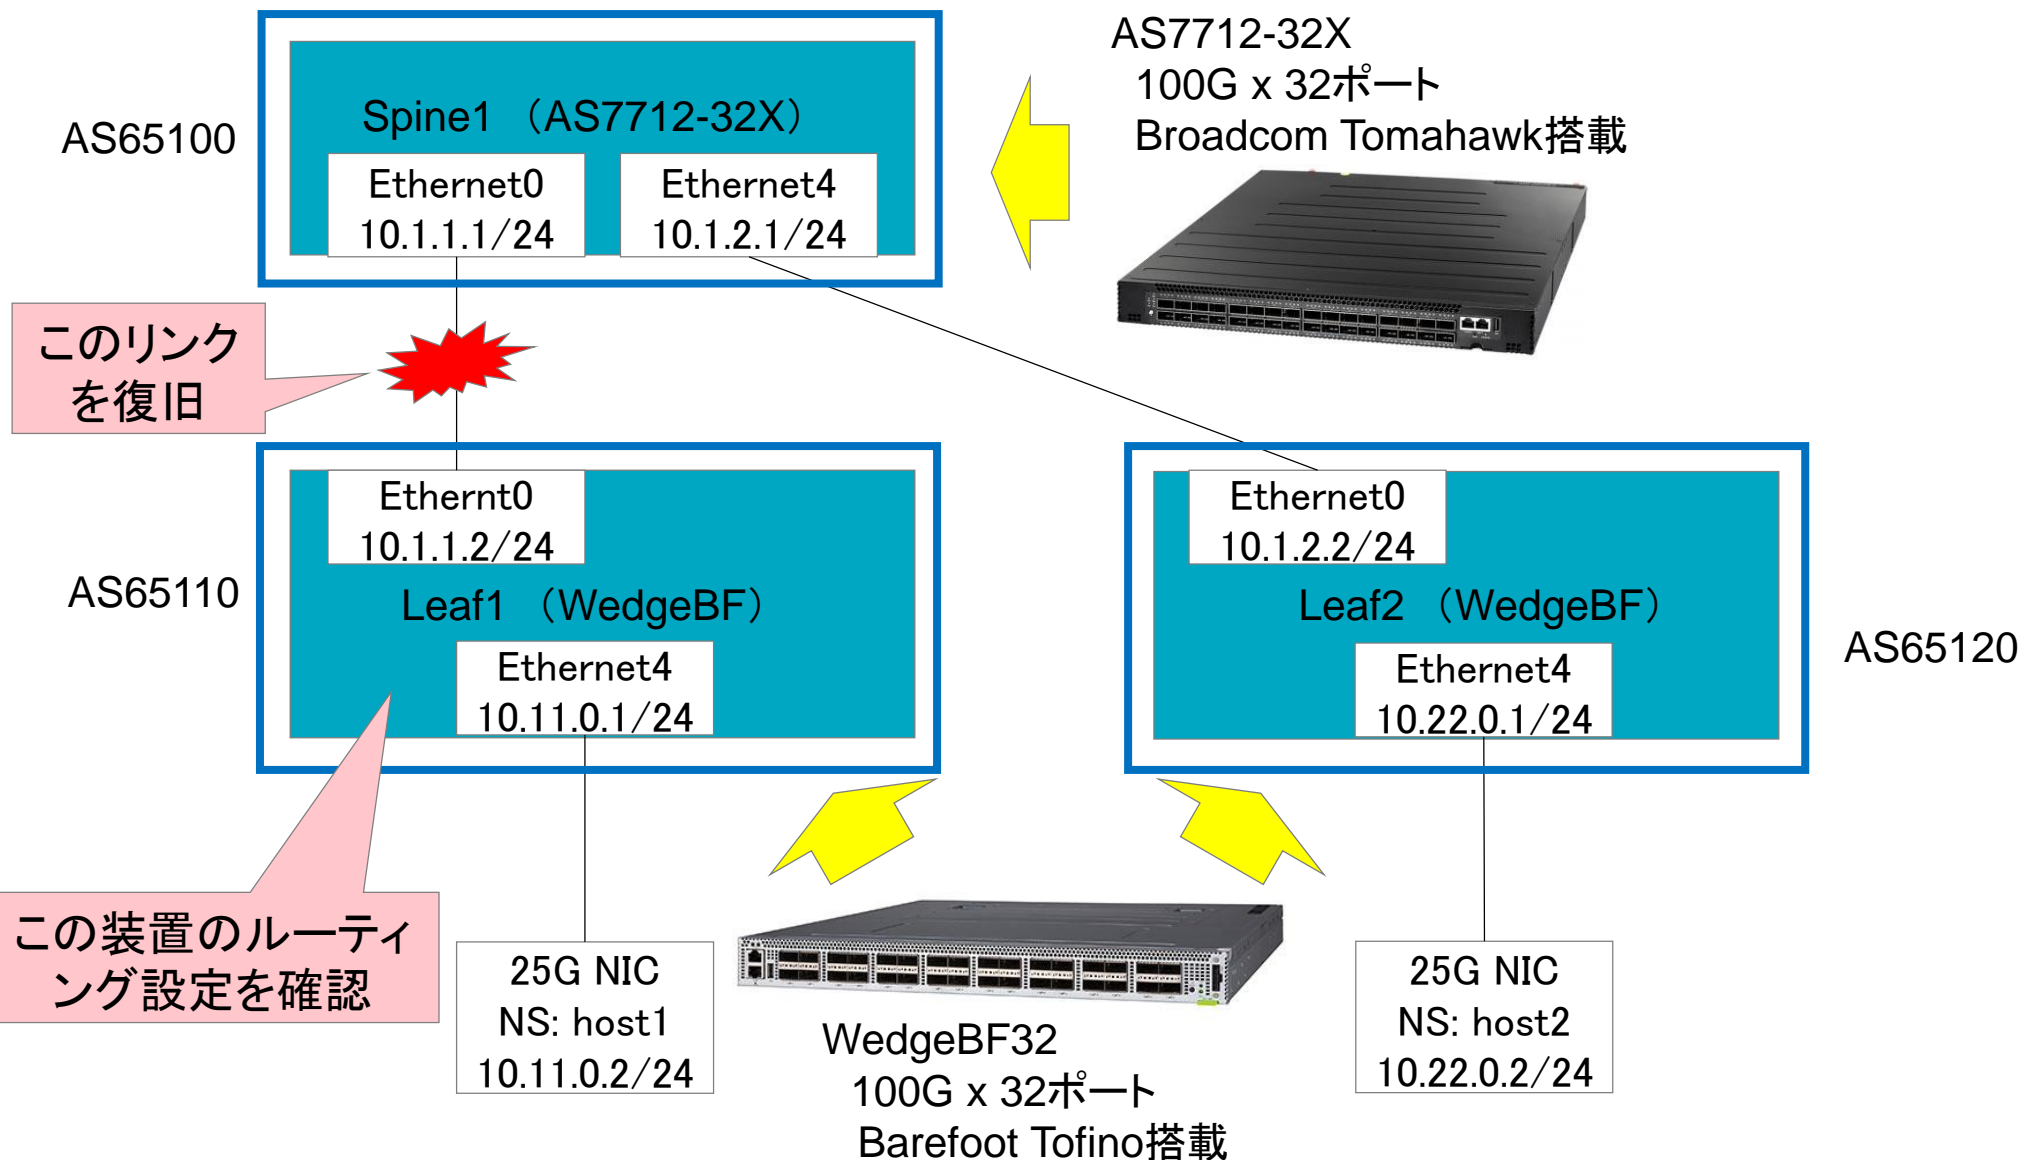 AS7712-32X
100G x 32ポート
Broadcom Tomahawk搭載
AS65100
Spine1 （AS7712-32X）
Ethernet0
10.1.1.1/24
Ethernet4
10.1.2.1/24
このリンク
を復旧
Ethernt0
10.1.1.2/24
AS65110
Leaf1 （WedgeBF）
Ethernet4
10.11.0.1/24
Ethernet0
10.1.2.2/24
Leaf2 （WedgeBF）
AS65120
Ethernet4
10.22.0.1/24
この装置のルーティ
ング設定を確認
25G NIC
NS: host1
10.11.0.2/24
WedgeBF32
100G x 32ポート
Barefoot Tofino搭載
25G NIC
NS: host2
10.22.0.2/24